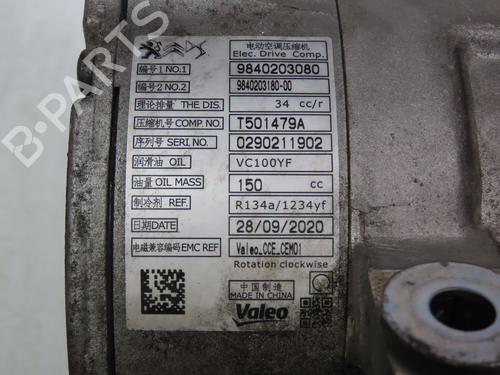 电动空调压缩机
Elec. Drive Comp.
编号1 NO.1 9840203080
编号2 NO.2 9840203180-00
理论排量 THE DIS. 34 cc/r
压缩机号 COMP NO. T501479A
序列号 SERI.NO. 0290211902
润滑油 OIL VC100YF
油量 OIL MASS 150 cc
制冷剂 REF. R134a/1234yf
日期 DATE 28/09/2020
电磁兼容编码 EMC REF Valeo_CCE_CEM01
Rotation clockwise
中国制造
MADE IN CHINA
Valeo
B-PARTS